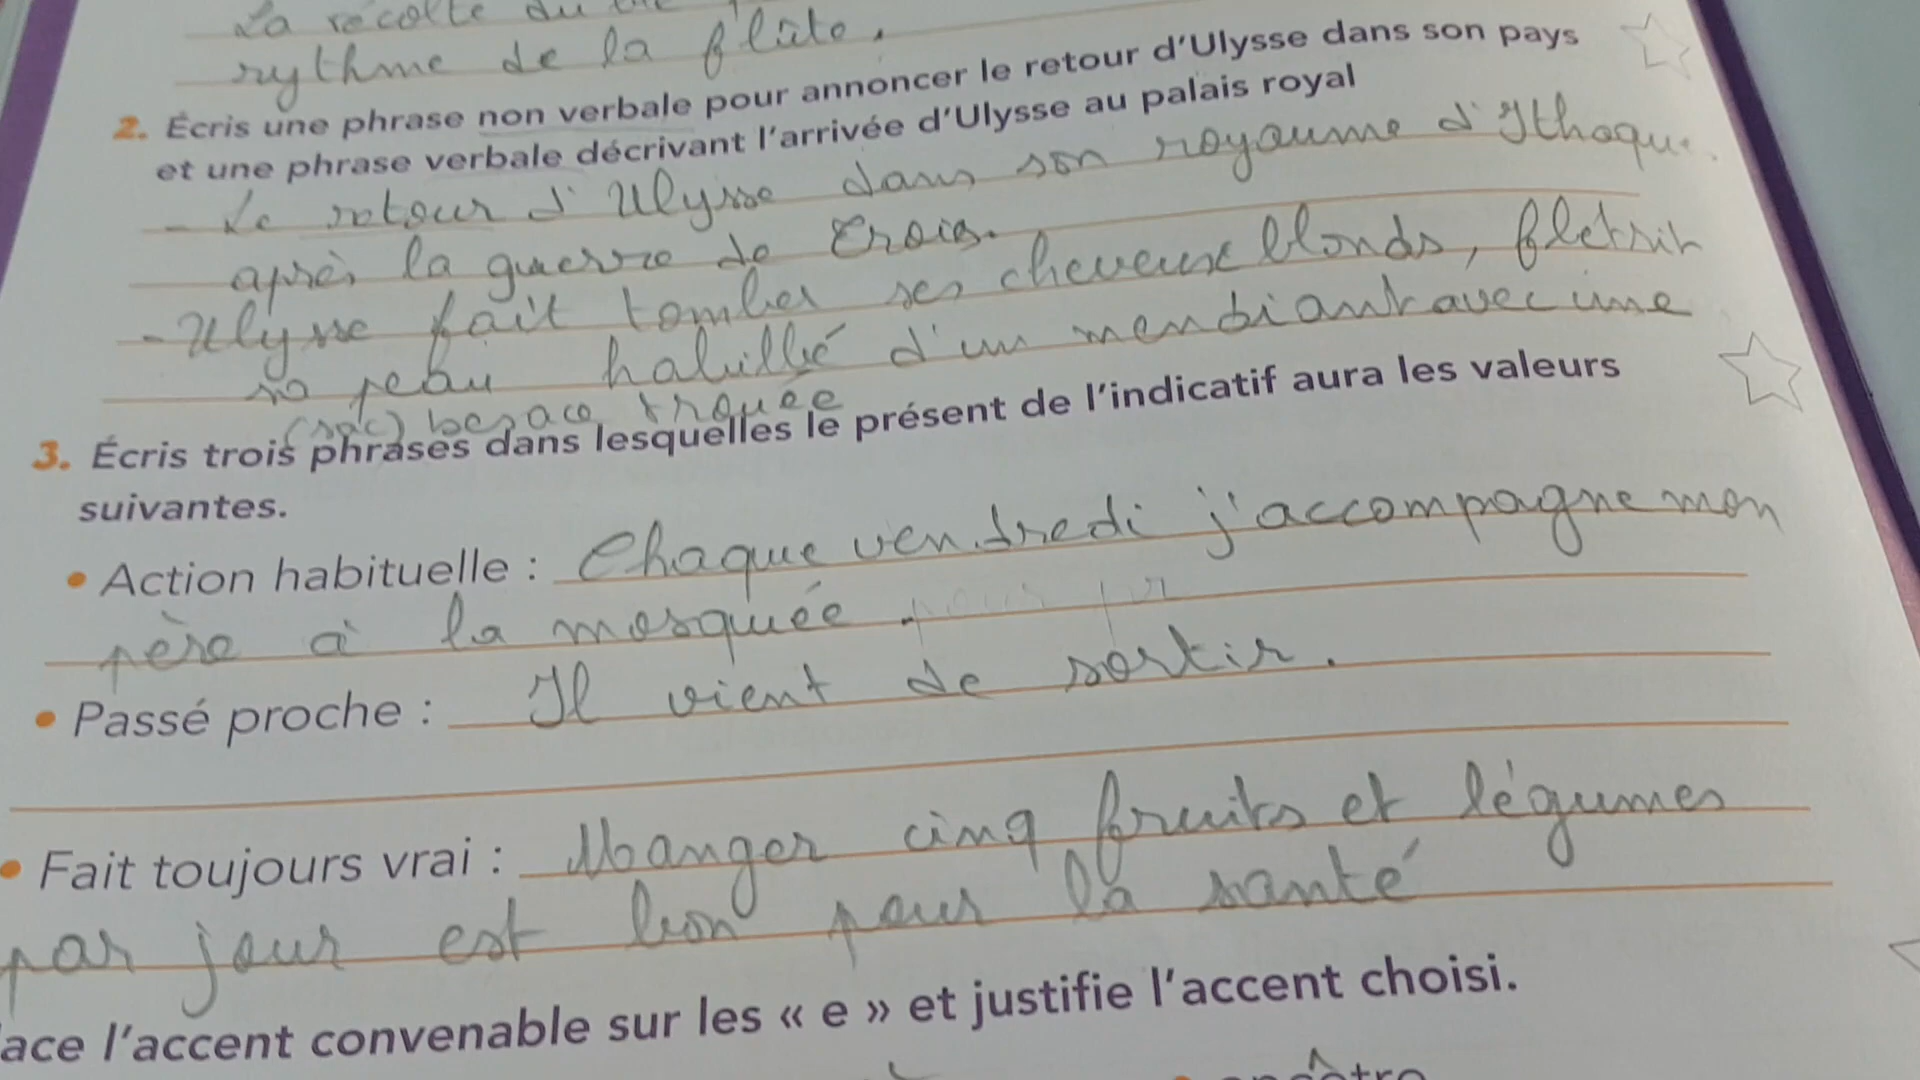 La récolte du
rythme de la flûte.
2. Écris une phrase non verbale pour annoncer le retour d'Ulysse dans son pays
et une phrase verbale décrivant l'arrivée d'Ulysse au palais royal
- Le retour d'Ulysse dans son royaume d'Ithaque
après la guerre de Troie.
- Ulysse fait tomber ses cheveux blonds, flétrir
sa peau habillé d'un mendiant avec une
(sac) besace trouée
3. Écris trois phrases dans lesquelles le présent de l'indicatif aura les valeurs
suivantes.
• Action habituelle : Chaque vendredi j'accompagne mon
père à la mosquée.
• Passé proche : Il vient de sortir.
• Fait toujours vrai : Manger cinq fruits et légumes
par jour est bon pour la santé
ace l'accent convenable sur les « e » et justifie l'accent choisi.